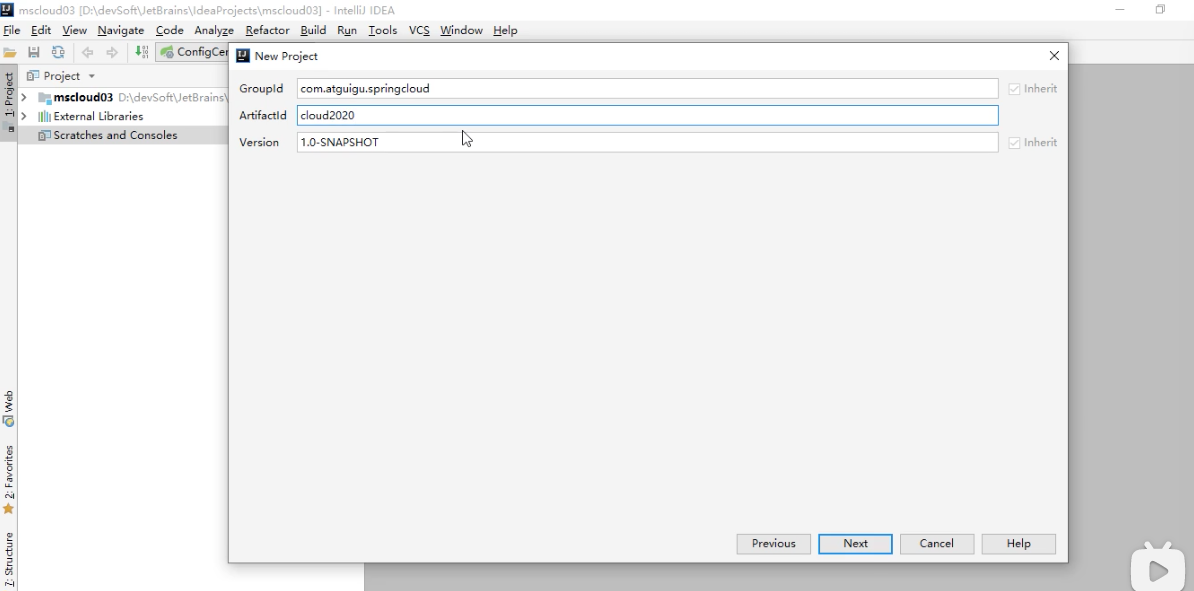 mscloud03 [D:\devSoft\JetBrains\IdeaProjects\mscloud03] - IntelliJ IDEA
File Edit View Navigate Code Analyze Refactor Build Run Tools VCS Window Help
ConfigCer
New Project
1: Project
Project
mscloud03 D:\devSoft\JetBrains\
External Libraries
Scratches and Consoles
GroupId com.atguigu.springcloud Inherit
ArtifactId cloud2020
Version 1.0-SNAPSHOT Inherit
Web
2: Favorites
7: Structure
Previous Next Cancel Help